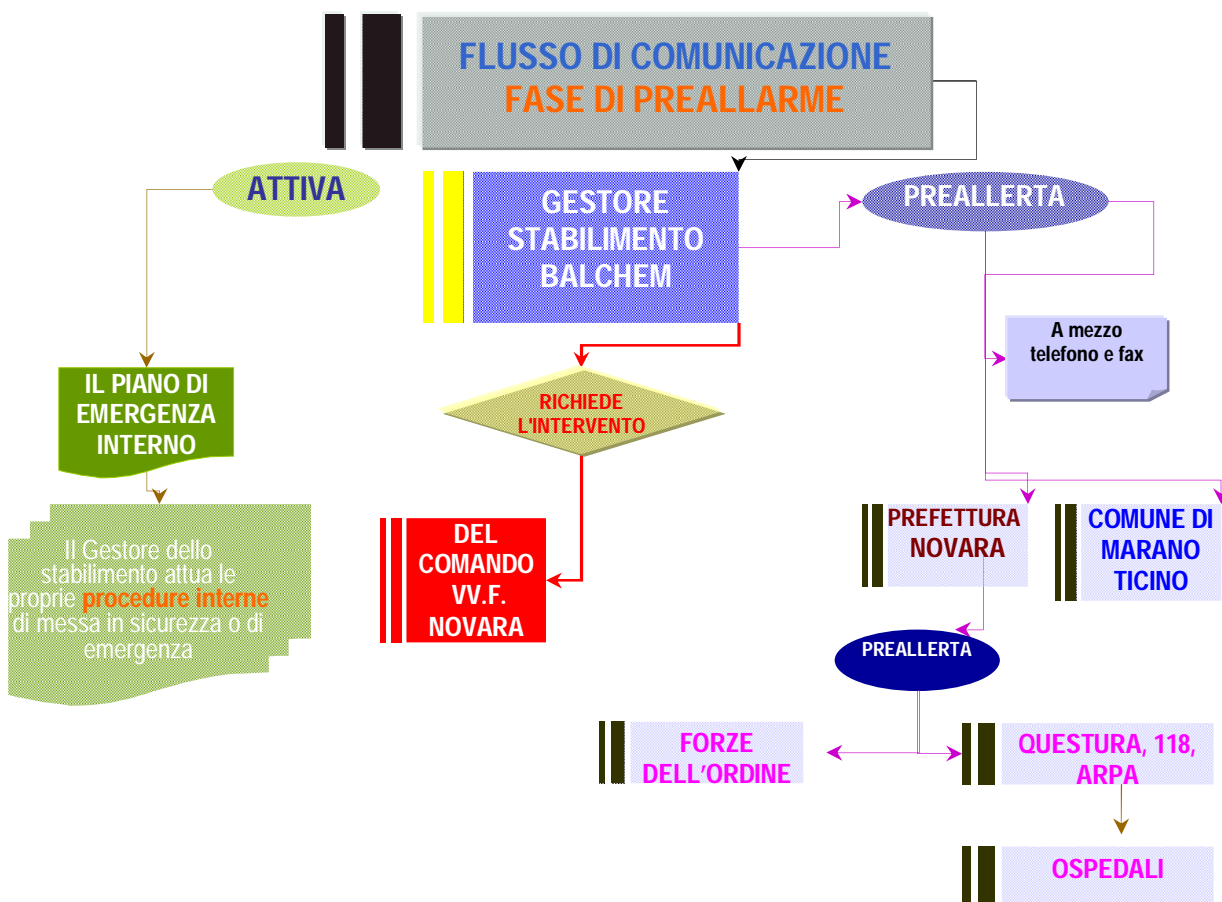 FLUSSO DI COMUNICAZIONE
FASE DI PREALLARME
ATTIVA
GESTORE
STABILIMENTO
BALCHEM
PREALLERTA
A mezzo
telefono e fax
IL PIANO DI
EMERGENZA
INTERNO
RICHIEDE
L'INTERVENTO
Il Gestore dello
stabilimento attua le
proprie procedure interne
di messa in sicurezza o di
emergenza
DEL
COMANDO
VV.F.
NOVARA
PREFETTURA
NOVARA
COMUNE DI
MARANO
TICINO
PREALLERTA
FORZE
DELL’ORDINE
QUESTURA, 118,
ARPA
OSPEDALI